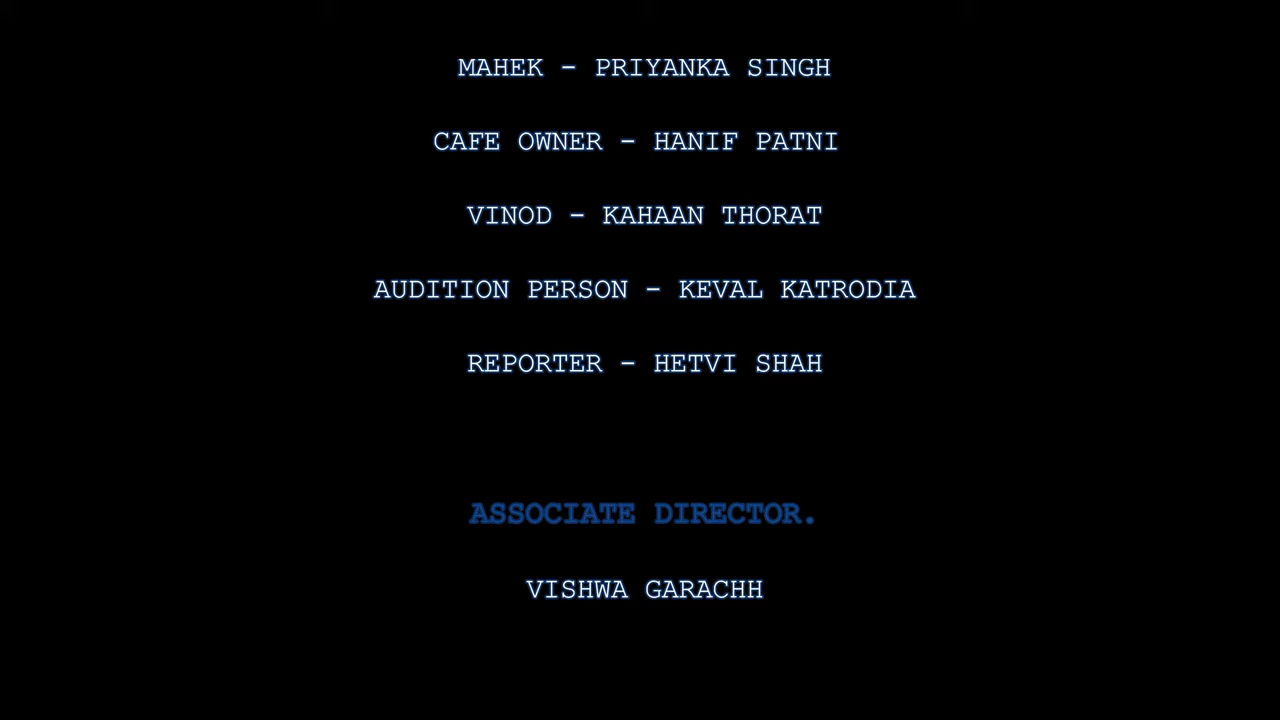 MAHEK - PRIYANKA SINGH
CAFE OWNER - HANIF PATNI
VINOD - KAHAAN THORAT
AUDITION PERSON - KEVAL KATRODIA
REPORTER - HETVI SHAH
ASSOCIATE DIRECTOR.
VISHWA GARACHH